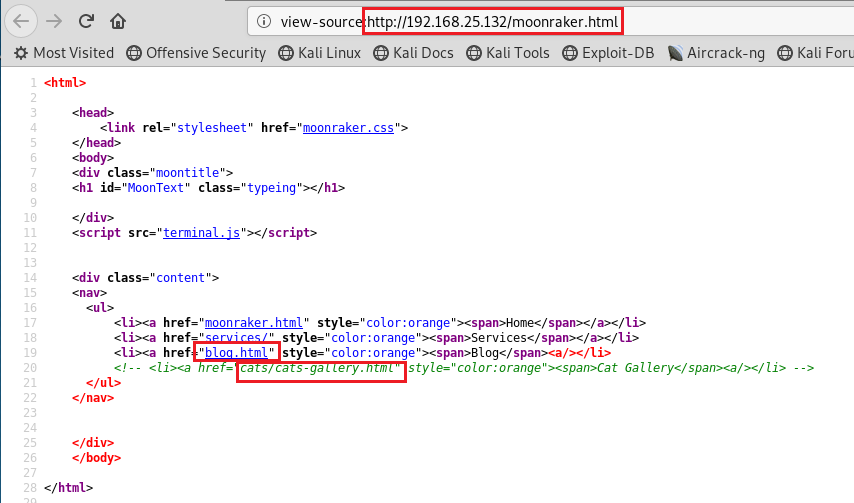 view-source:http://192.168.25.132/moonraker.html
Most Visited Offensive Security Kali Linux Kali Docs Kali Tools Exploit-DB Aircrack-ng Kali Foru
1 <html>
2
3 <head>
4 <link rel="stylesheet" href="moonraker.css">
5 </head>
6 <body>
7 <div class="moontitle">
8 <h1 id="MoonText" class="typeing"></h1>
9
10 </div>
11 <script src="terminal.js"></script>
12
13
14 <div class="content">
15 <nav>
16 <ul>
17 <li><a href="moonraker.html" style="color:orange"><span>Home</span></a></li>
18 <li><a href="services/" style="color:orange"><span>Services</span></a></li>
19 <li><a href="blog.html" style="color:orange"><span>Blog</span><a/></li>
20 <!-- <li><a href="cats/cats-gallery.html" style="color:orange"><span>Cat Gallery</span><a/></li> -->
21 </ul>
22 </nav>
23
24
25 </div>
26 </body>
27
28 </html>
29